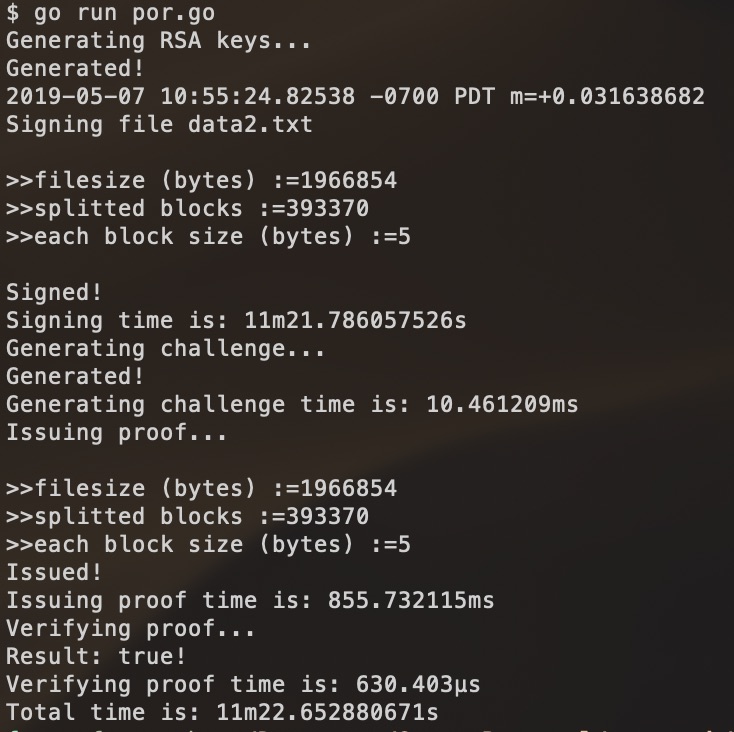 $ go run por.go
Generating RSA keys...
Generated!
2019-05-07 10:55:24.82538 -0700 PDT m=+0.031638682
Signing file data2.txt
>>filesize (bytes) :=1966854
>>splitted blocks :=393370
>>each block size (bytes) :=5
Signed!
Signing time is: 11m21.786057526s
Generating challenge...
Generated!
Generating challenge time is: 10.461209ms
Issuing proof...
>>filesize (bytes) :=1966854
>>splitted blocks :=393370
>>each block size (bytes) :=5
Issued!
Issuing proof time is: 855.732115ms
Verifying proof...
Result: true!
Verifying proof time is: 630.403µs
Total time is: 11m22.652880671s